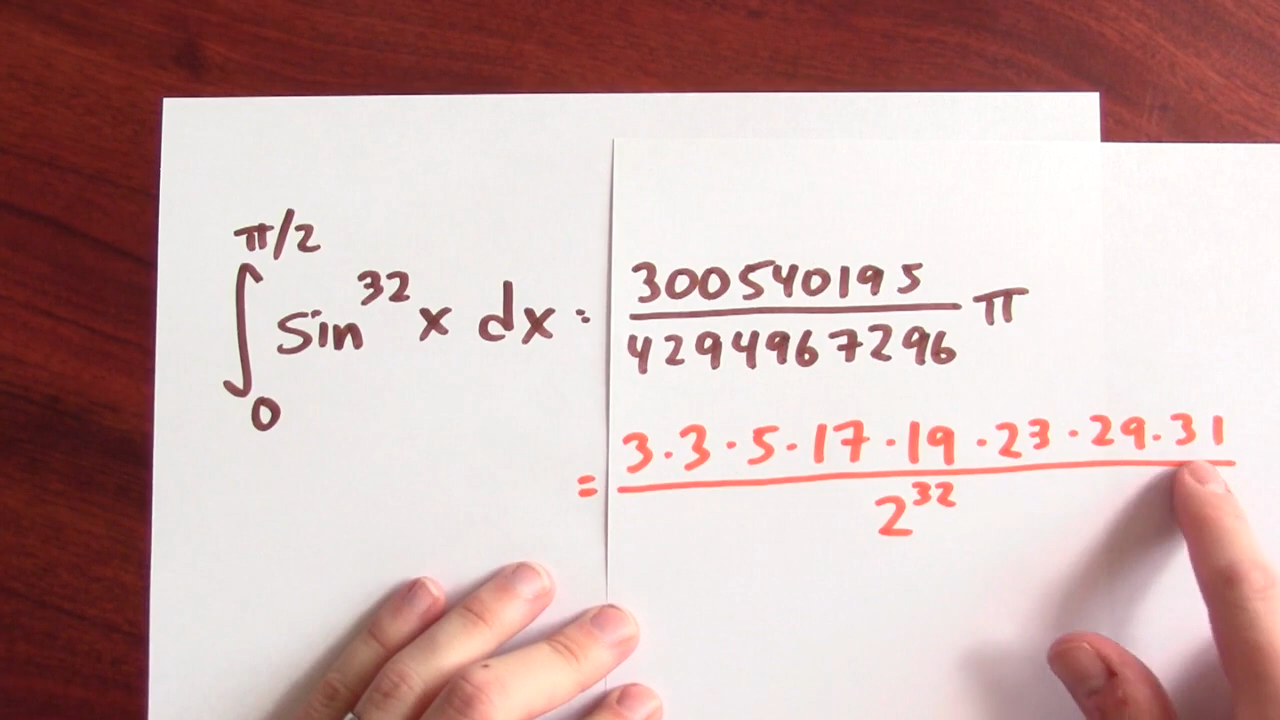 ∫₀^π/2 sin³² x dx = 300540195/4294967296 π
= 3·3·5·17·19·23·29·31/2³²